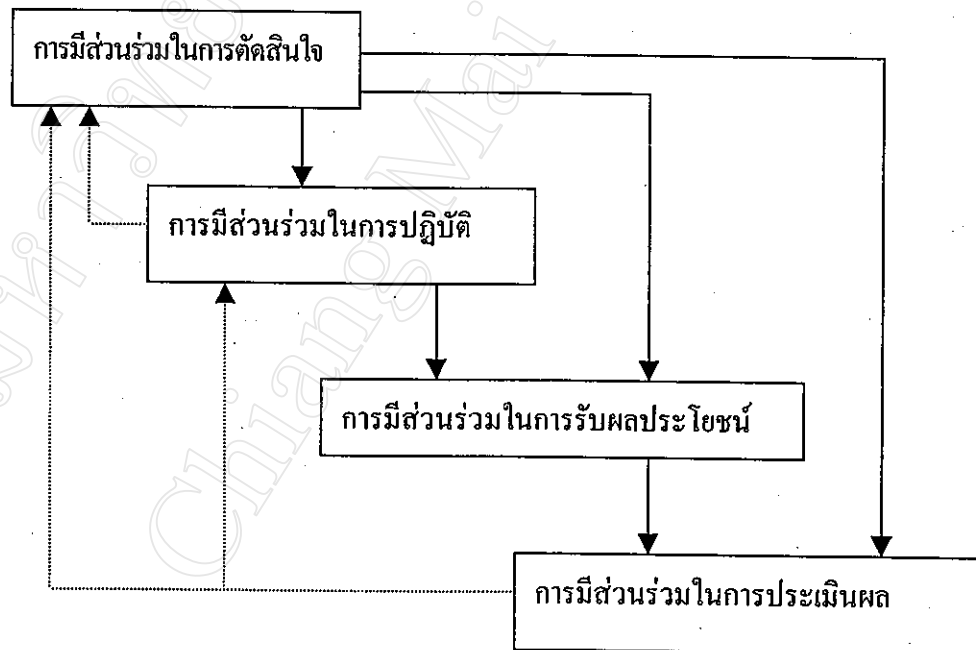 การมีส่วนร่วมในการตัดสินใจ
การมีส่วนร่วมในการปฏิบัติ
การมีส่วนร่วมในการรับผลประโยชน์
การมีส่วนร่วมในการประเมินผล
Chiang Mai